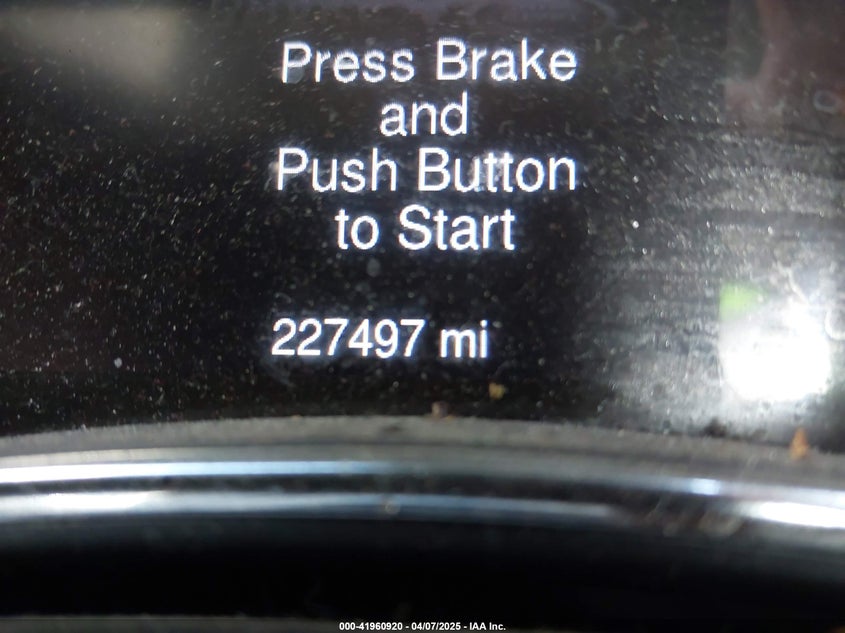 Press Brake
and
Push Button
to Start
227497 mi
000-41960920 - 04/07/2025 - IAA Inc.